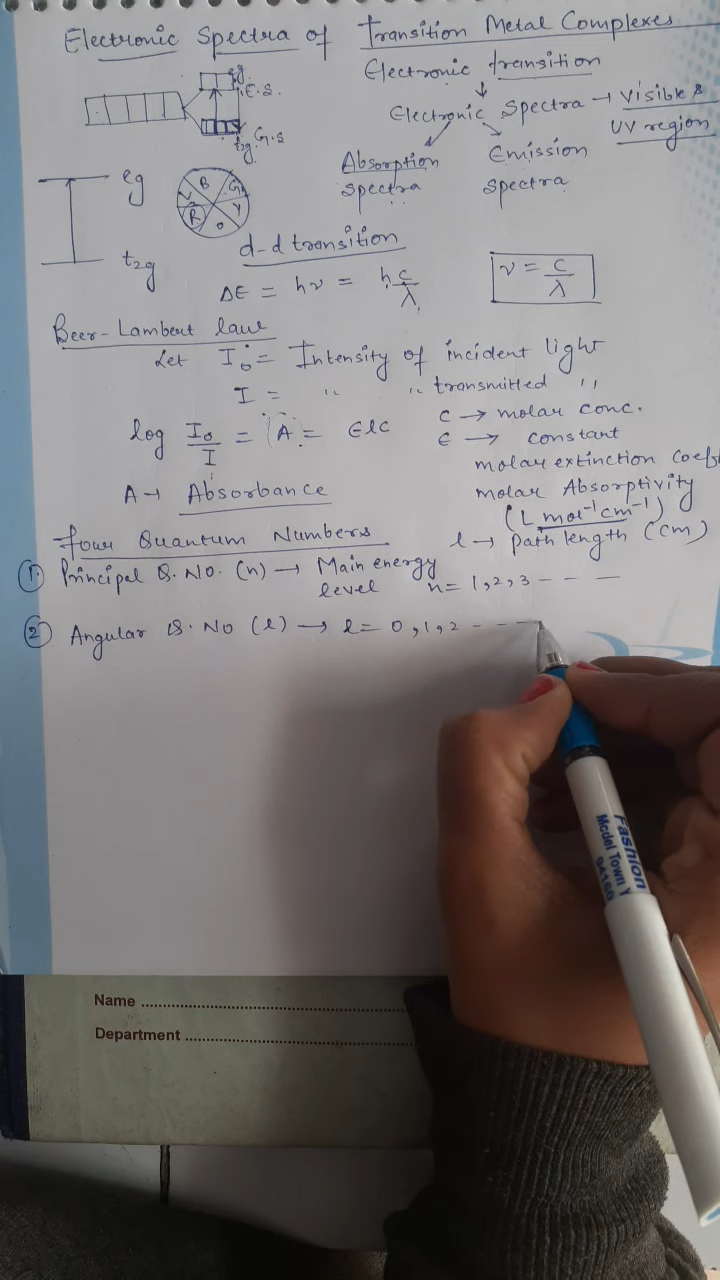 Electronic Spectra of Transition Metal Complexes
Electronic transition
eg
E.S.
Electronic Spectra → Visible &
UV region
t2g G.S
Absorption Spectra
Emission Spectra
eg
V B G Y O R
t2g
d-d transition
ΔE = hν = hc/λ
ν = c/λ
Beer-Lambert law
Let I₀ = Intensity of incident light
I = " " transmitted "
log I₀/I = A = ϵlc
c → molar conc.
ϵ → constant
molar extinction Coef
molar Absorptivity
(L mol⁻¹cm⁻¹)
A → Absorbance
l → path length (cm)
Four Quantum Numbers
1. Principal Q. NO. (n) → Main energy level n = 1,2,3 - - -
2 Angular Q. NO (l) → l = 0,1,2 - - -
Fashion
Model Town Y
Name
Department